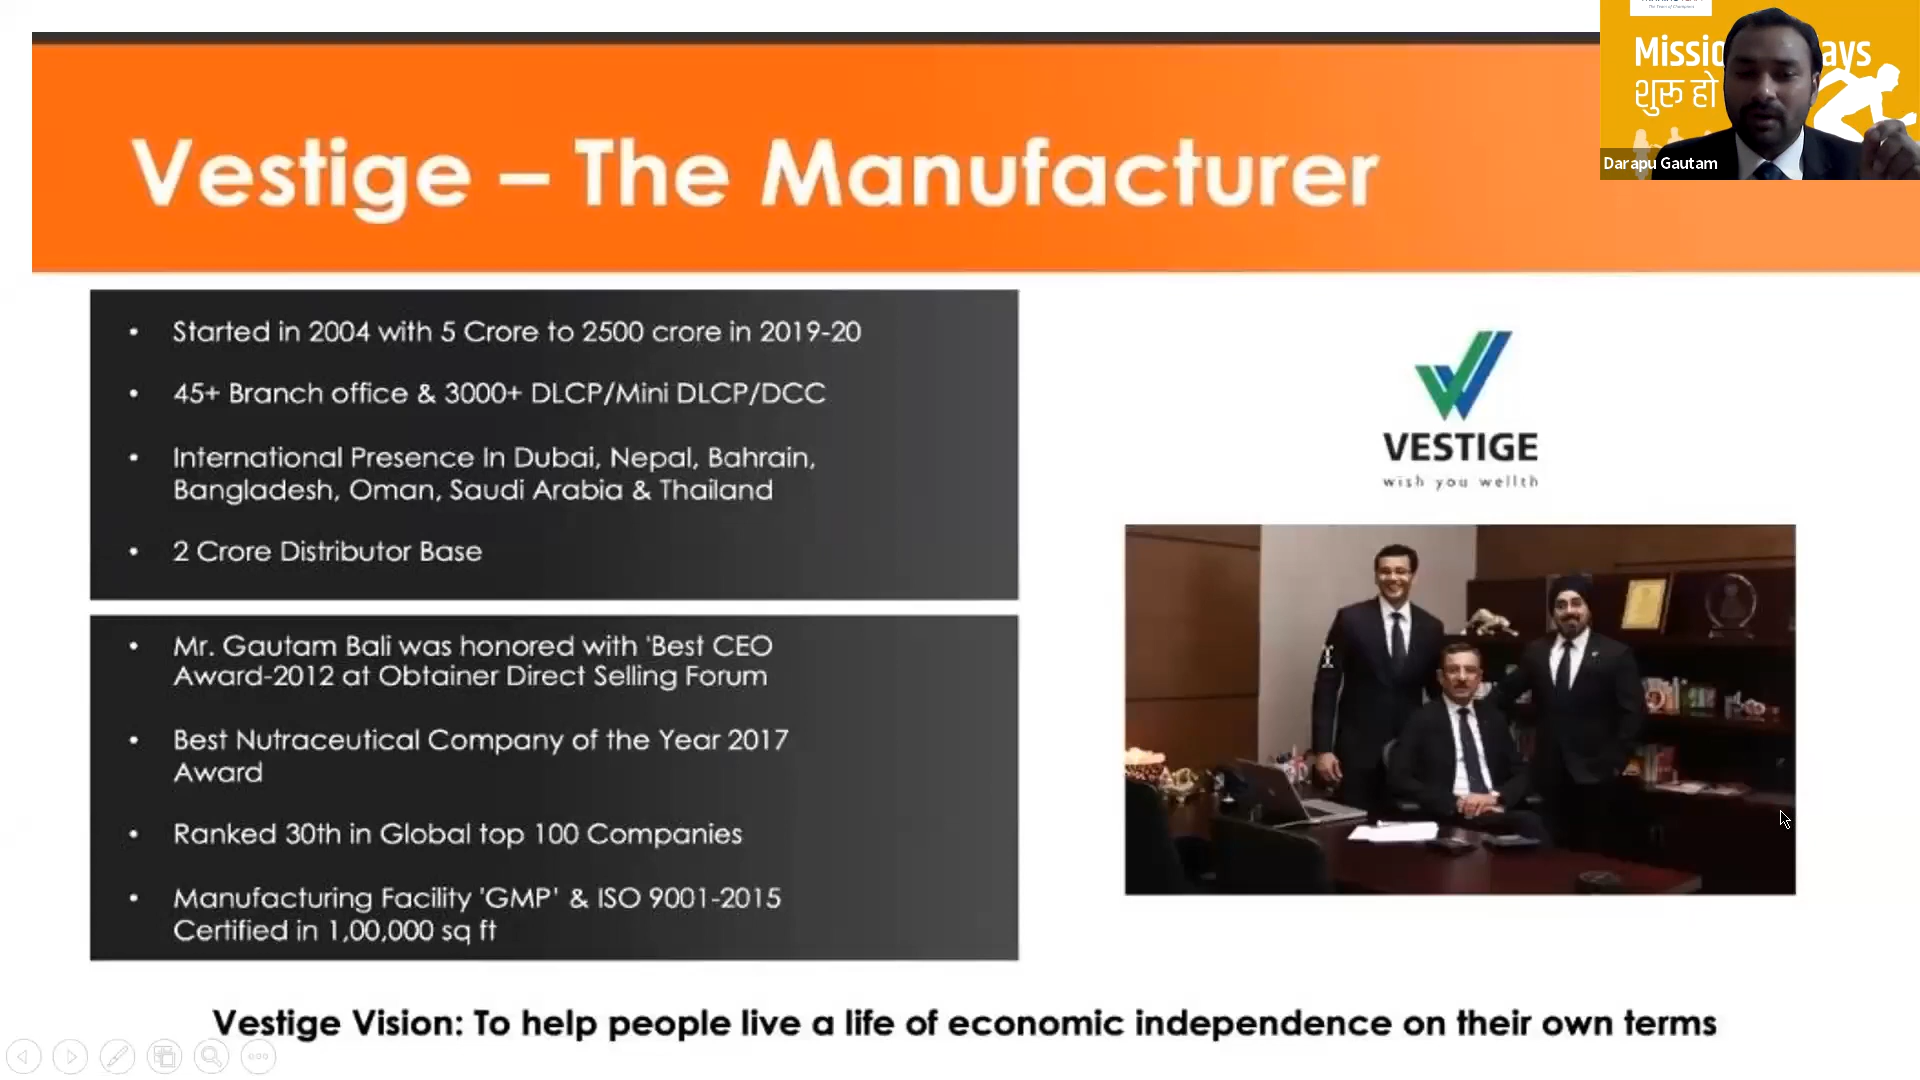 Missio ays
शुरू हो
Darapu Gautam
Vestige – The Manufacturer
• Started in 2004 with 5 Crore to 2500 crore in 2019-20
• 45+ Branch office & 3000+ DLCP/Mini DLCP/DCC
• International Presence In Dubai, Nepal, Bahrain,
Bangladesh, Oman, Saudi Arabia & Thailand
• 2 Crore Distributor Base
• Mr. Gautam Bali was honored with 'Best CEO
Award-2012 at Obtainer Direct Selling Forum
• Best Nutraceutical Company of the Year 2017
Award
• Ranked 30th in Global top 100 Companies
• Manufacturing Facility 'GMP' & ISO 9001-2015
Certified in 1,00,000 sq ft
VESTIGE
wish you wellth
Vestige Vision: To help people live a life of economic independence on their own terms